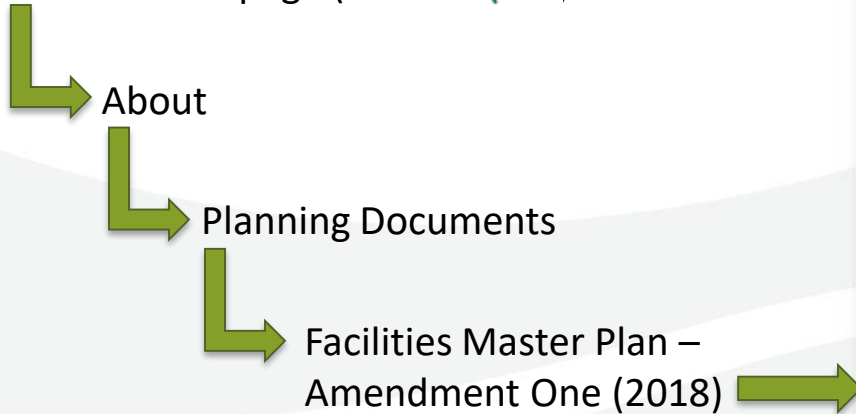 About
Planning Documents
Facilities Master Plan –
Amendment One (2018)